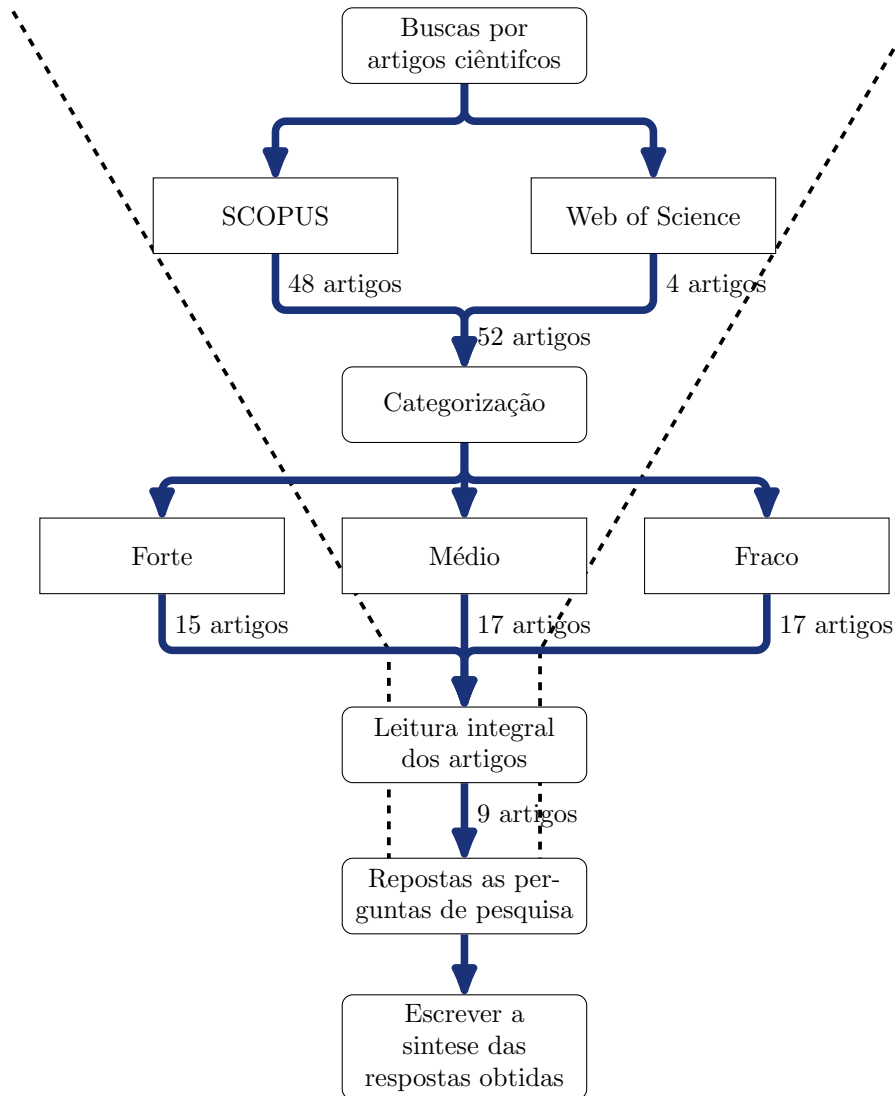 Buscas por
artigos ciêntifcos
SCOPUS
Web of Science
48 artigos
4 artigos
52 artigos
Categorização
Forte
Médio
Fraco
15 artigos
17 artigos
17 artigos
Leitura integral
dos artigos
9 artigos
Repostas as per-
guntas de pesquisa
Escrever a
sintese das
respostas obtidas